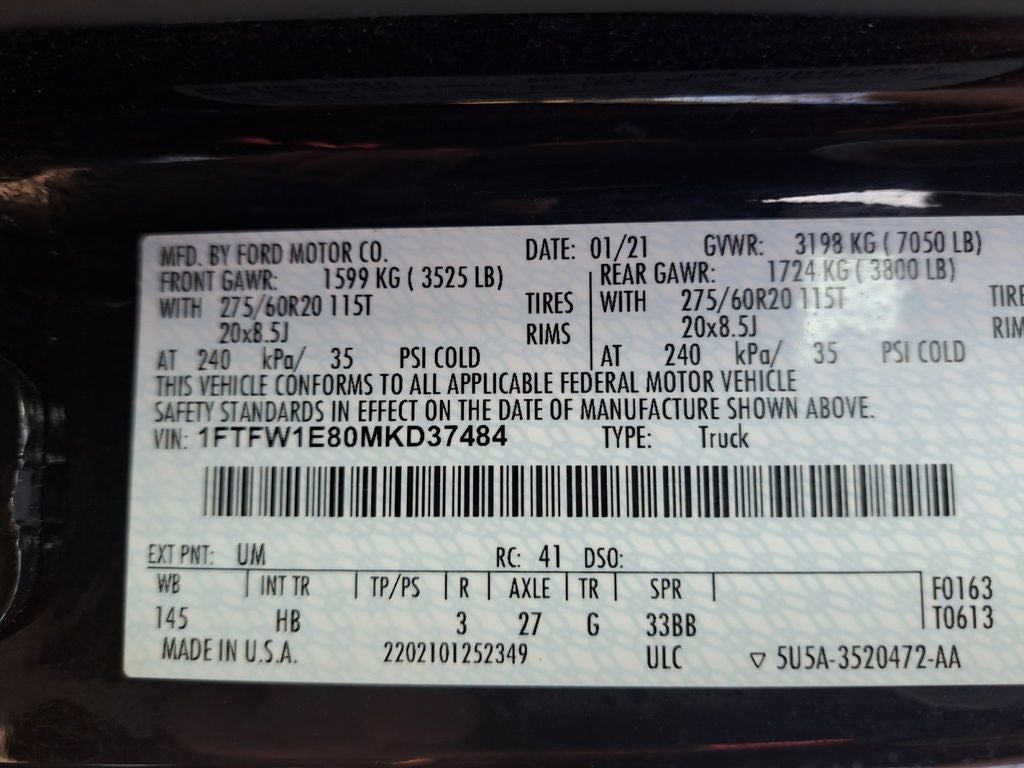 MFD. BY FORD MOTOR CO. DATE: 01/21 GVWR: 3198 KG ( 7050 LB)
FRONT GAWR: 1599 KG ( 3525 LB) REAR GAWR: 1724 KG ( 3800 LB)
WITH 275/60R20 115T TIRES WITH 275/60R20 115T TIRE
20x8.5J RIMS 20x8.5J RIM
AT 240 kPa/ 35 PSI COLD AT 240 kPa/ 35 PSI COLD
THIS VEHICLE CONFORMS TO ALL APPLICABLE FEDERAL MOTOR VEHICLE
SAFETY STANDARDS IN EFFECT ON THE DATE OF MANUFACTURE SHOWN ABOVE.
VIN: 1FTFW1E80MKD37484 TYPE: Truck
EXT PNT: UM RC: 41 DSO:
WB INT TR TP/PS R AXLE TR SPR F0163
145 HB 3 27 G 33BB T0613
MADE IN U.S.A. 2202101252349 ULC ▽ 5U5A-3520472-AA